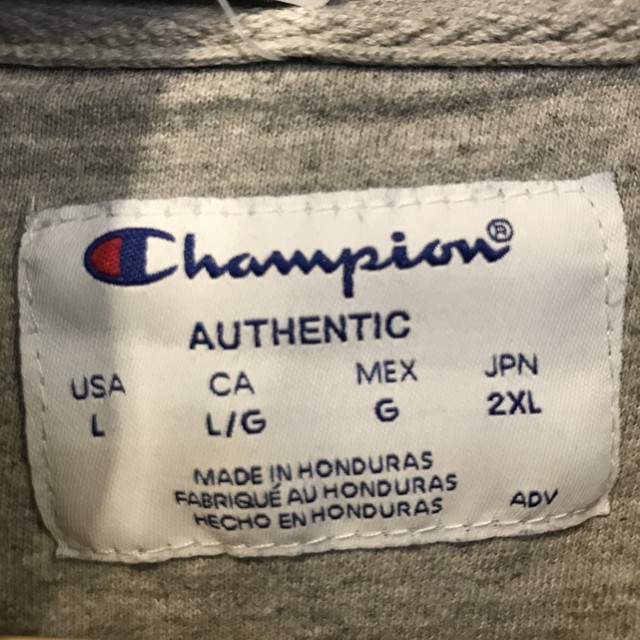 Champion®
AUTHENTIC
USA CA MEX JPN
L L/G G 2XL
MADE IN HONDURAS
FABRIQUÉ AU HONDURAS
HECHO EN HONDURAS ADV